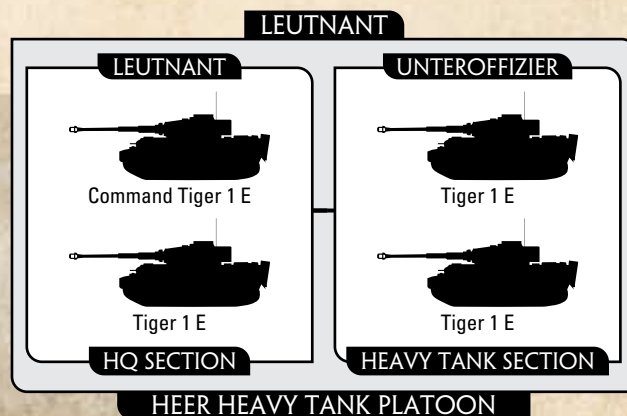 LEUTNANT
LEUTNANT
UNTEROFFIZIER
Command Tiger 1 E
Tiger 1 E
Tiger 1 E
Tiger 1 E
HQ SECTION
HEAVY TANK SECTION
HEER HEAVY TANK PLATOON